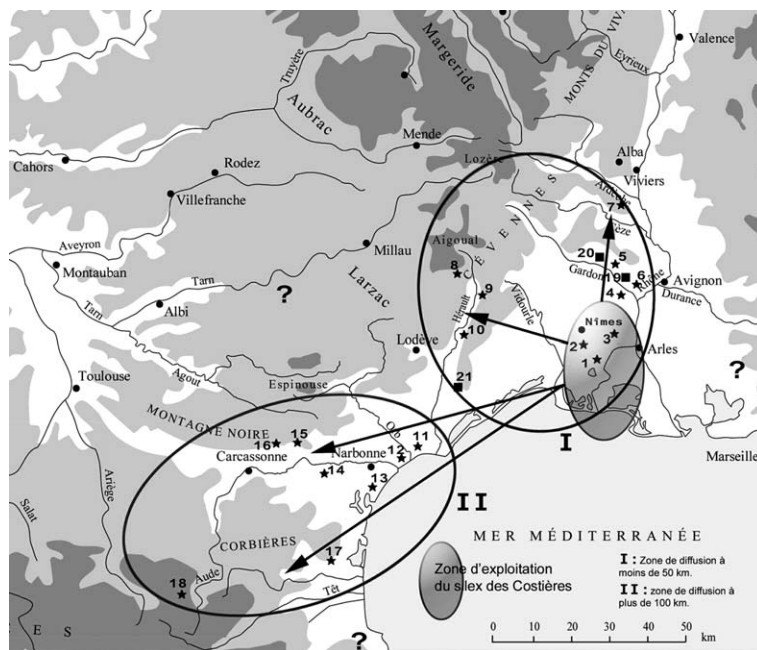 MONTS DU VIVA
Valence
Eyrieux
Truyère
Margeride
Aubrac
Mende
Alba
Viviers
Cahors
Rodez
Lozère
Ardèche
Villefranche
CÉVENNES
7
Cèze
Aveyron
Millau
Aigoual
20
5
Montauban
8
Gardon
19
6
Avignon
Tarn
?
Larzac
9
4
Rhône
Durance
Albi
Hérault
Vidourle
Nîmes
Tarn
10
2
3
Arles
Lodève
1
?
Toulouse
Agout
Espinouse
21
MONTAGNE NOIRE
Orb
I
16
15
11
Carcassonne
Narbonne
12
Marseille
14
13
II
Salat
Ariège
MER MÉDITERRANÉE
CORBIÈRES
17
Zone d'exploitation
du silex des Costières
I : Zone de diffusion à
moins de 50 km.
II : zone de diffusion à
plus de 100 km.
18
Aude
Têt
CES
?
0 10 20 30 40 50
km